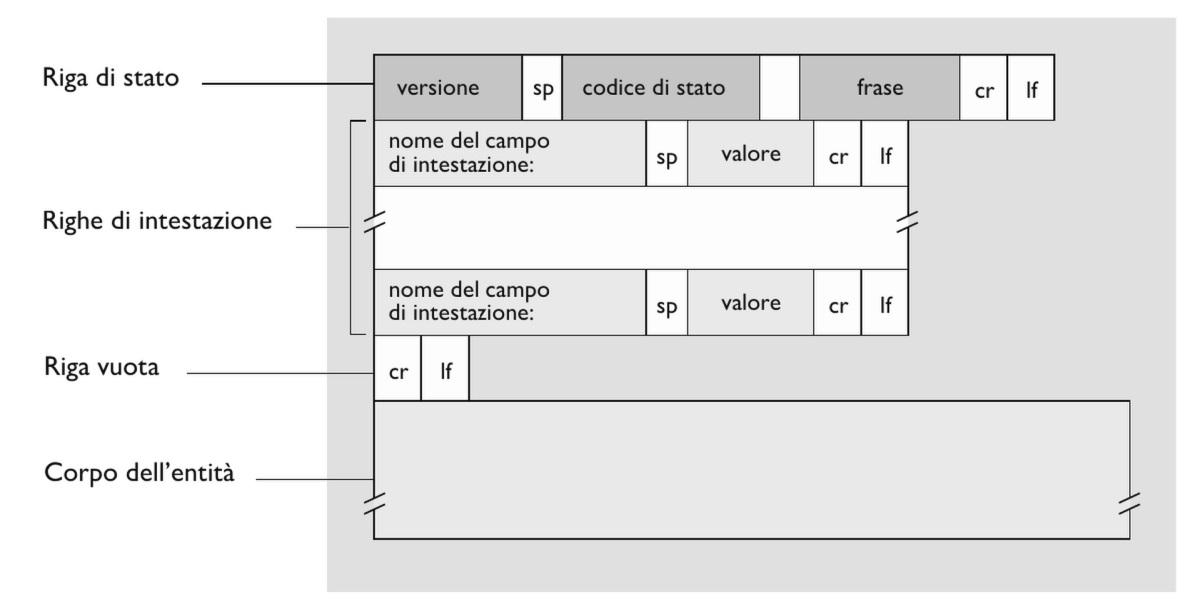 Riga di stato
versione sp codice di stato frase cr lf
nome del campo
di intestazione:
sp valore cr lf
Righe di intestazione
nome del campo
di intestazione:
sp valore cr lf
Riga vuota
cr lf
Corpo dell'entità